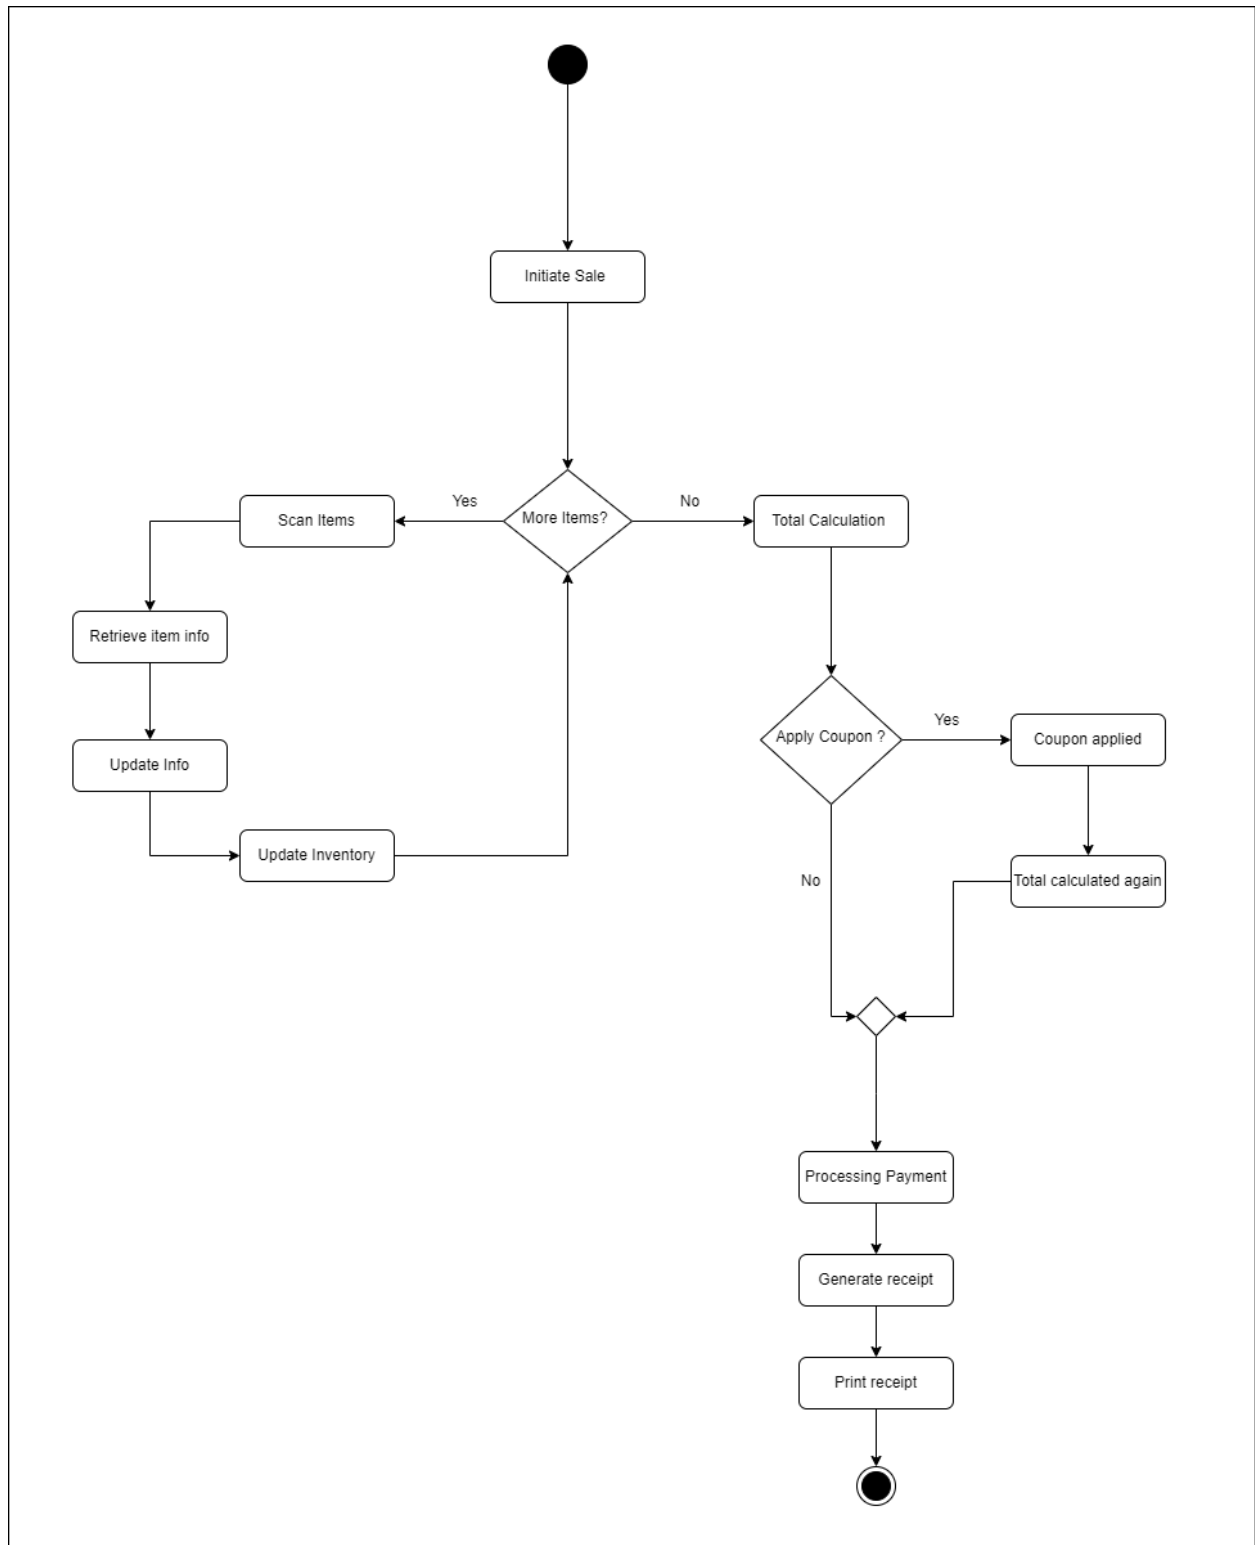 Initiate Sale
More Items?
Yes
No
Scan Items
Total Calculation
Retrieve item info
Update Info
Update Inventory
Apply Coupon ?
Yes
Coupon applied
No
Total calculated again
Processing Payment
Generate receipt
Print receipt